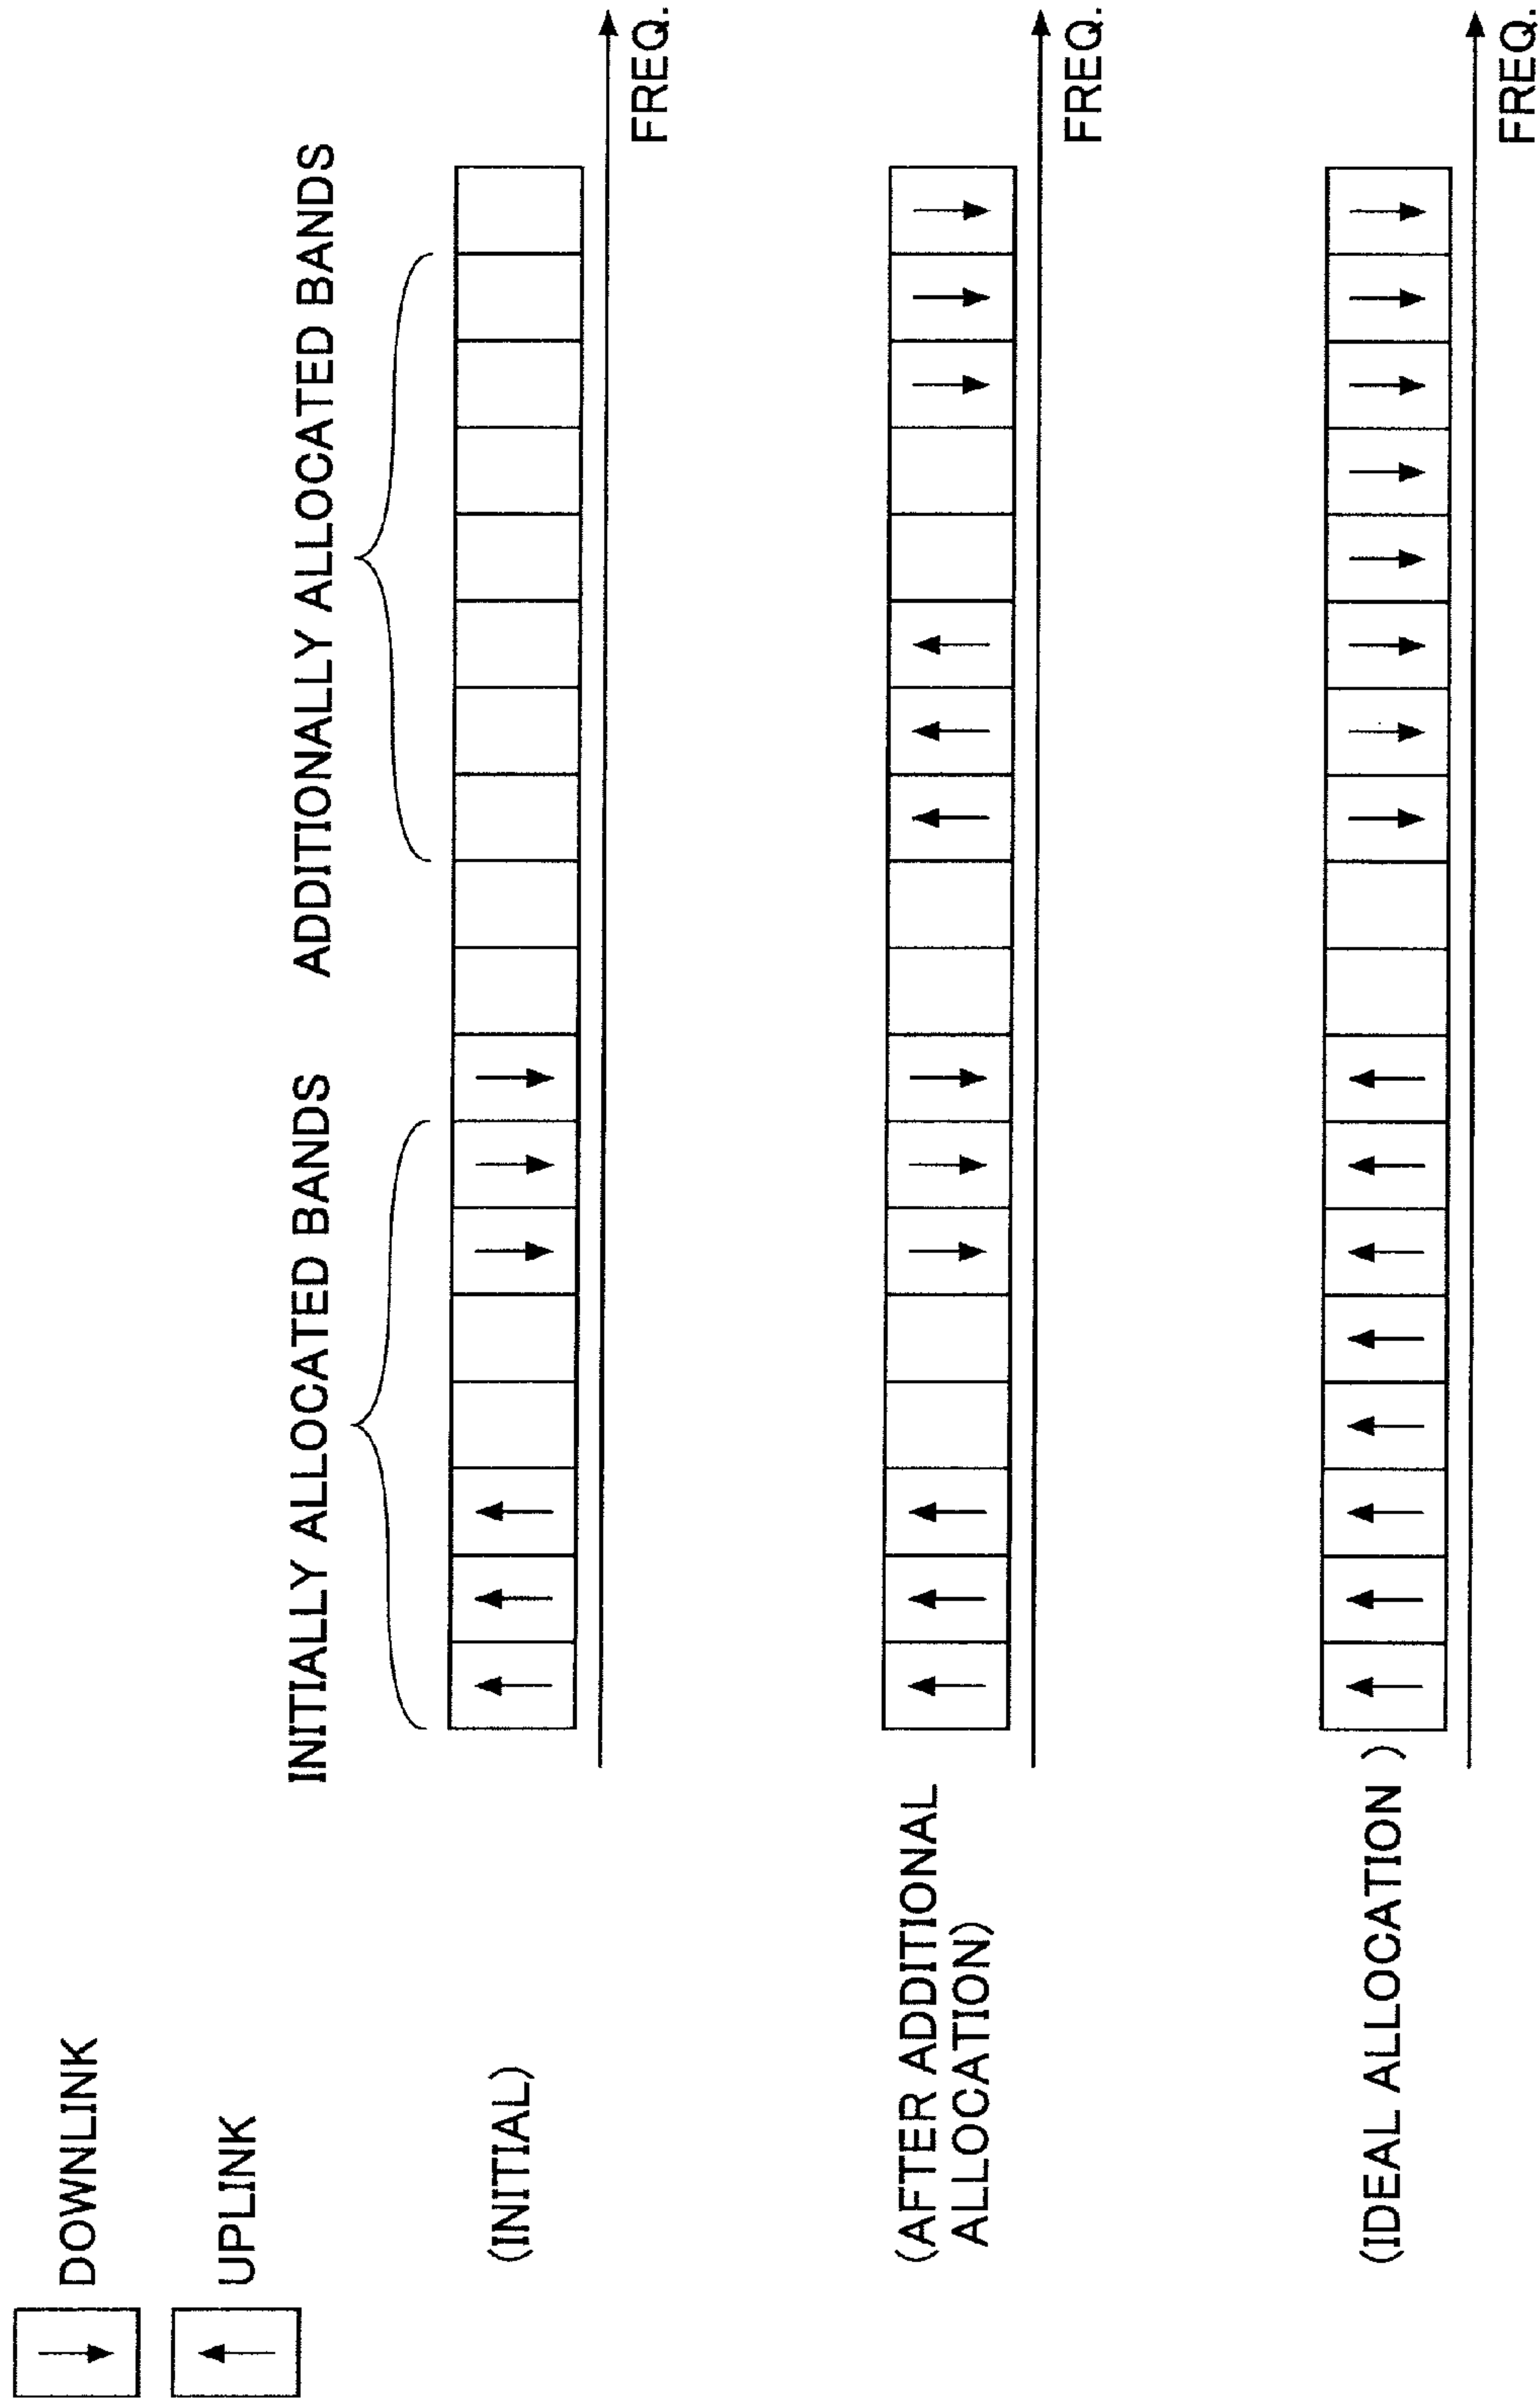 DOWNLINK
UPLINK
INITIALLY ALLOCATED BANDS
ADDITIONALLY ALLOCATED BANDS
(INITIAL)
FREQ.
(AFTER ADDITIONAL
ALLOCATION)
FREQ.
(IDEAL ALLOCATION )
FREQ.